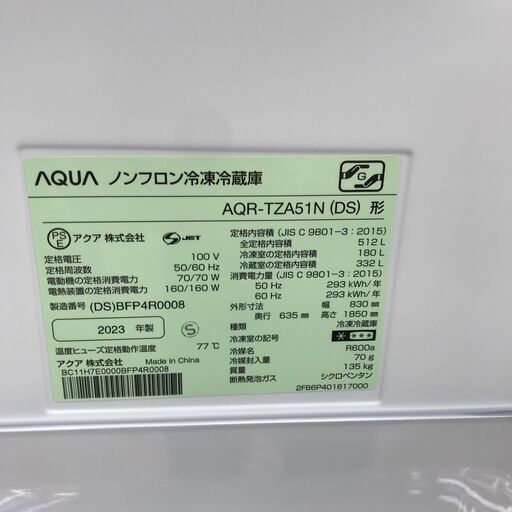 AQUA ノンフロン冷凍冷蔵庫
AQR-TZA51N (DS) 形
PS
E
アクア 株式会社
JET
定格電圧 100 V
定格周波数 50/60 Hz
電動機の定格消費電力 70/70 W
電熱装置の定格消費電力 160/160 W
製造番号 (DS)BFP4R0008
2023 年製
温度ヒューズ定格動作温度 77 ℃
アクア 株式会社 Made in China
BC11H7E0000BFP4R0008
G
定格内容積 (JIS C 9801-3 : 2015)
全定格内容積 512 L
冷凍室の定格内容積 180 L
冷蔵室の定格内容積 332 L
消費電力量 (JIS C 9801-3 : 2015)
50 Hz 293 kWh/年
60 Hz 293 kWh/年
外形寸法 幅 830 mm
奥行 635 mm 高さ 1850 mm
種類 冷凍冷蔵庫
冷凍室の記号
冷媒名 R600a
冷媒封入量 70 g
質量 135 kg
断熱発泡ガス シクロペンタン
2FB6P401617000